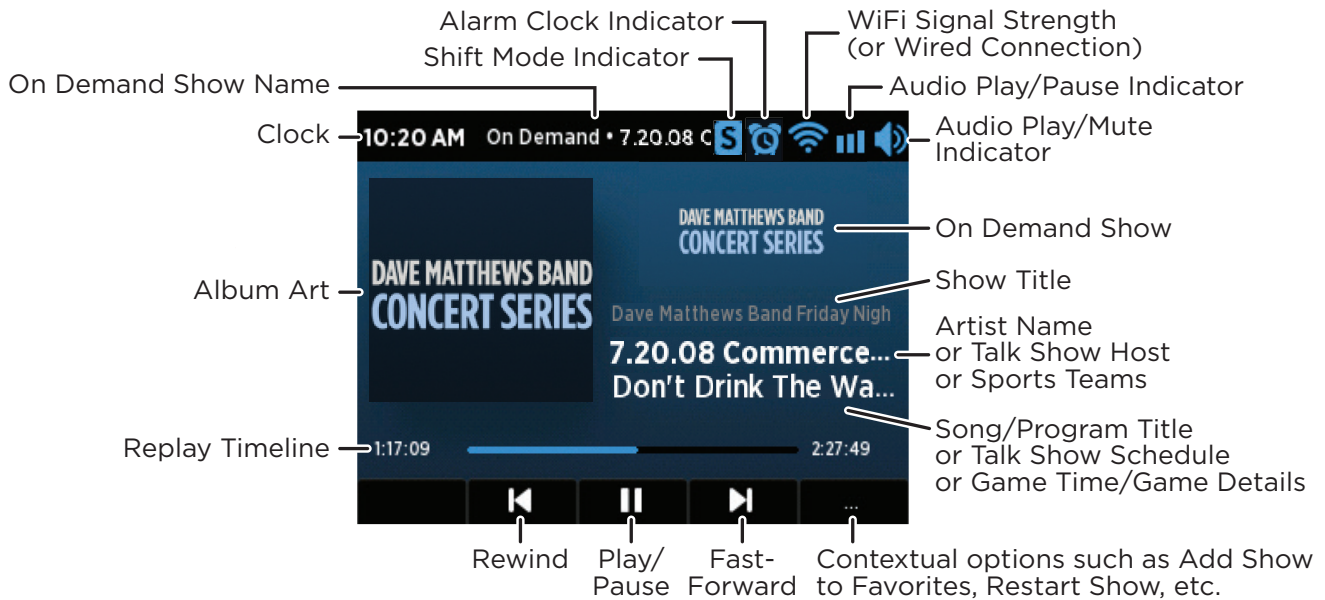 Alarm Clock Indicator
WiFi Signal Strength
(or Wired Connection)
Shift Mode Indicator
Audio Play/Pause Indicator
On Demand Show Name
Clock
10:20 AM On Demand • 7.20.08 C S
Audio Play/Mute
Indicator
DAVE MATTHEWS BAND
CONCERT SERIES
On Demand Show
Album Art
DAVE MATTHEWS BAND
CONCERT SERIES
Show Title
Dave Matthews Band Friday Nigh
7.20.08 Commerce...
Don't Drink The Wa...
Artist Name
or Talk Show Host
or Sports Teams
Song/Program Title
or Talk Show Schedule
or Game Time/Game Details
Replay Timeline
1:17:09 2:27:49
...
Rewind
Play/
Pause
Fast-
Forward
Contextual options such as Add Show
to Favorites, Restart Show, etc.